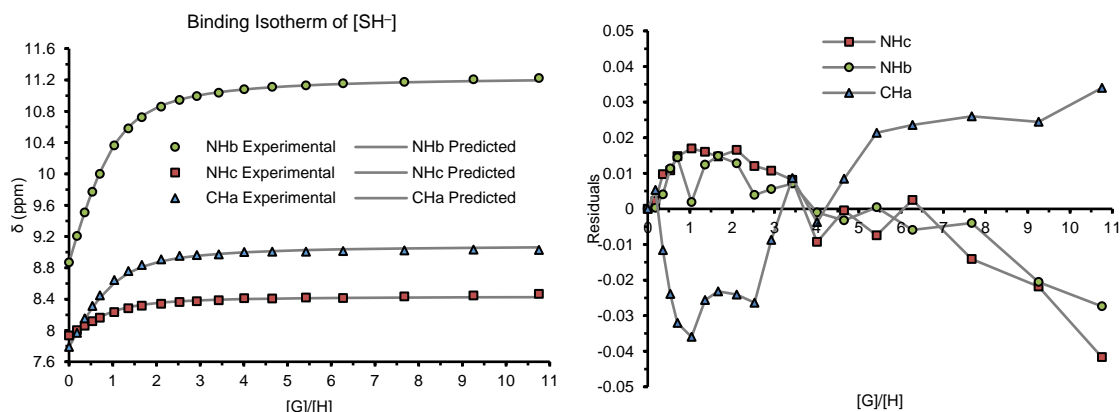 Binding Isotherm of [SH⁻]
δ (ppm)
11.6
11.2
10.8
10.4
10
9.6
9.2
8.8
8.4
8
7.6
NHb Experimental
NHb Predicted
NHc Experimental
NHc Predicted
CHa Experimental
CHa Predicted
0 1 2 3 4 5 6 7 8 9 10 11
[G]/[H]
Residuals
0.05
0.04
0.03
0.02
0.01
0
-0.01
-0.02
-0.03
-0.04
-0.05
NHc
NHb
CHa
0 1 2 3 4 5 6 7 8 9 10 11
[G]/[H]